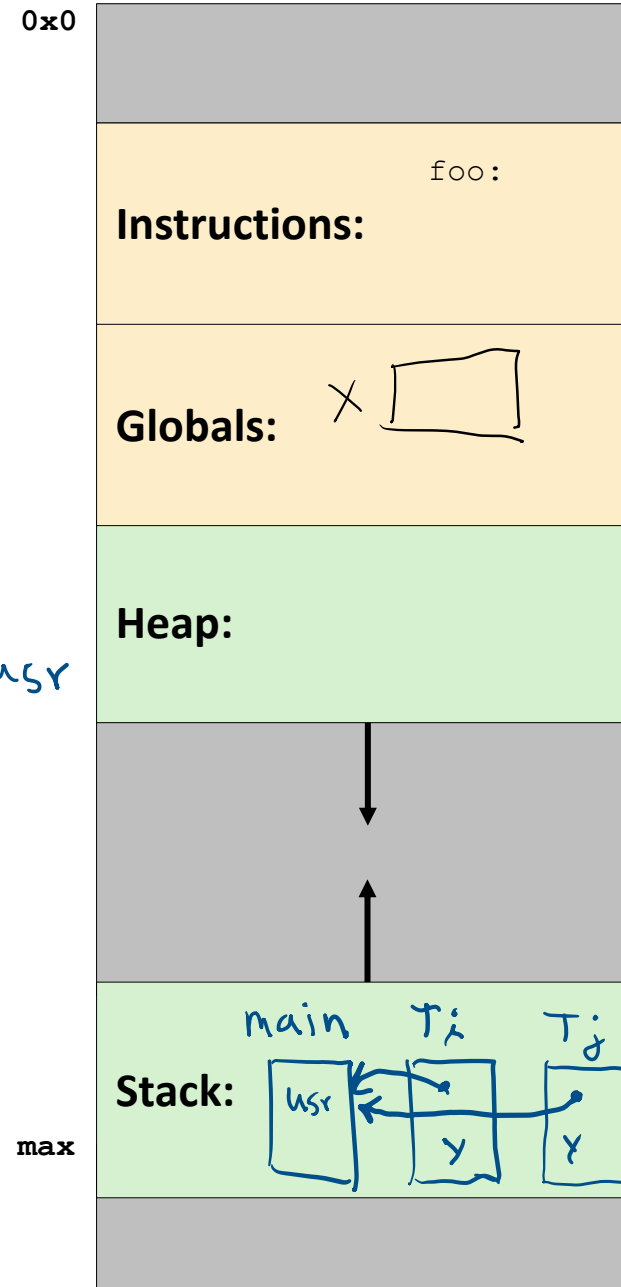 0x0
foo:
Instructions:
X
Globals:
Heap:
usr
main Ti Tj
Stack: usr
y y
max